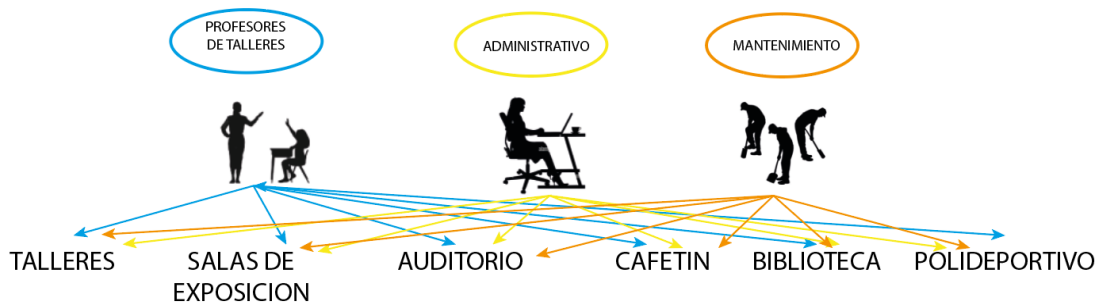 PROFESORES
DE TALLERES
ADMINISTRATIVO
MANTENIMIENTO
TALLERES
SALAS DE
EXPOSICION
AUDITORIO
CAFETIN
BIBLIOTECA
POLIDEPORTIVO